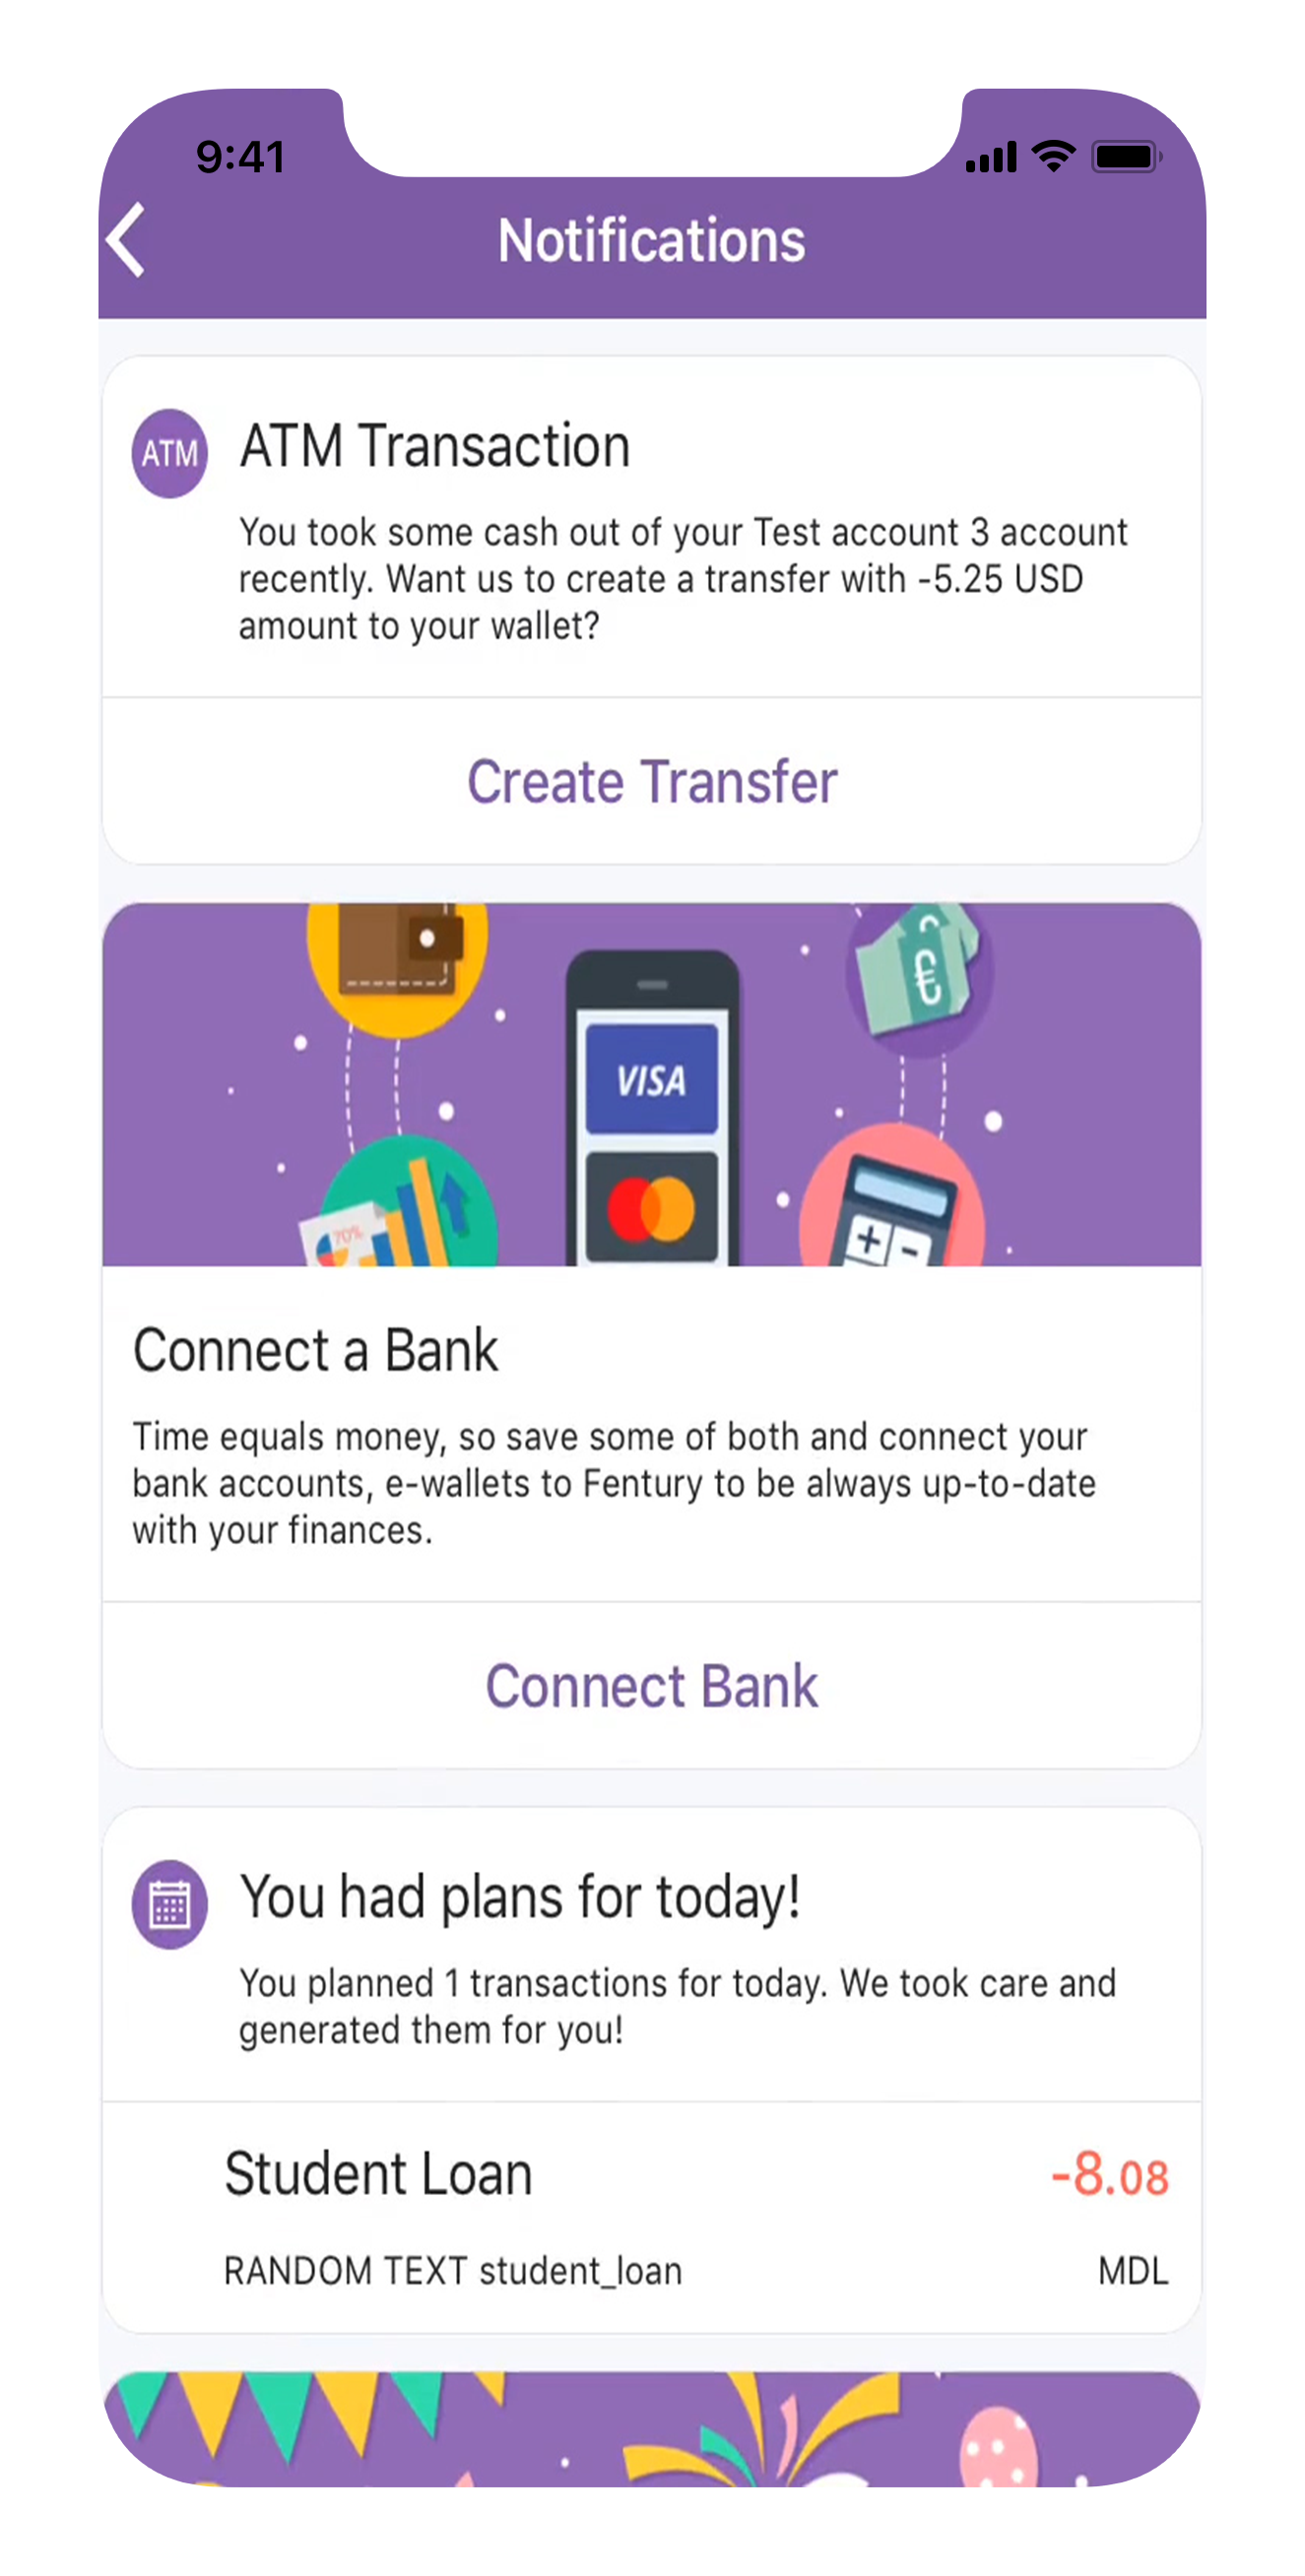 9:41
Notifications
ATM
ATM Transaction
You took some cash out of your Test account 3 account
recently. Want us to create a transfer with -5.25 USD
amount to your wallet?
Create Transfer
VISA
70%
+ -
Connect a Bank
Time equals money, so save some of both and connect your
bank accounts, e-wallets to Fentury to be always up-to-date
with your finances.
Connect Bank
You had plans for today!
You planned 1 transactions for today. We took care and
generated them for you!
Student Loan -8.08
RANDOM TEXT student_loan MDL